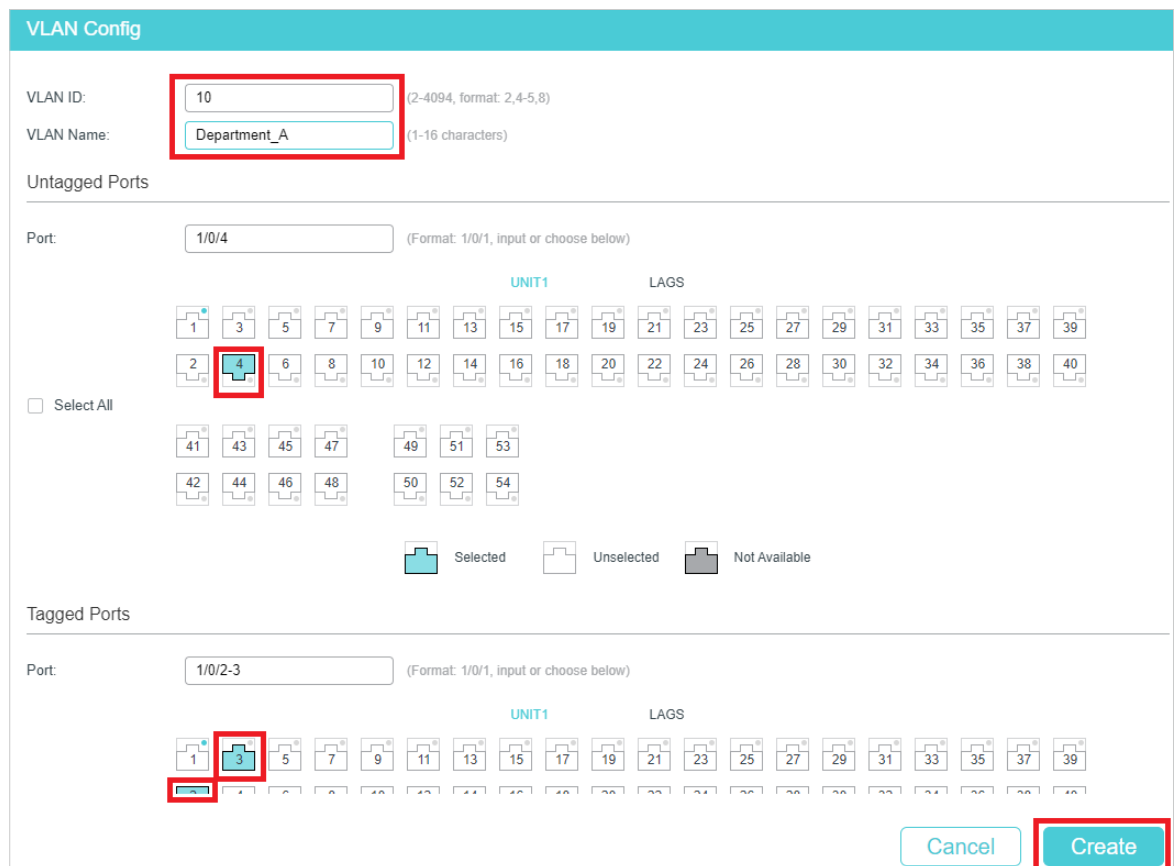 VLAN Config
VLAN ID: 10 (2-4094, format: 2,4-5,8)
VLAN Name: Department_A (1-16 characters)
Untagged Ports
Port: 1/0/4 (Format: 1/0/1, input or choose below)
UNIT1 LAGS
1 3 5 7 9 11 13 15 17 19 21 23 25 27 29 31 33 35 37 39
2 4 6 8 10 12 14 16 18 20 22 24 26 28 30 32 34 36 38 40
Select All
41 43 45 47 49 51 53
42 44 46 48 50 52 54
Selected Unselected Not Available
Tagged Ports
Port: 1/0/2-3 (Format: 1/0/1, input or choose below)
UNIT1 LAGS
1 3 5 7 9 11 13 15 17 19 21 23 25 27 29 31 33 35 37 39
Cancel Create